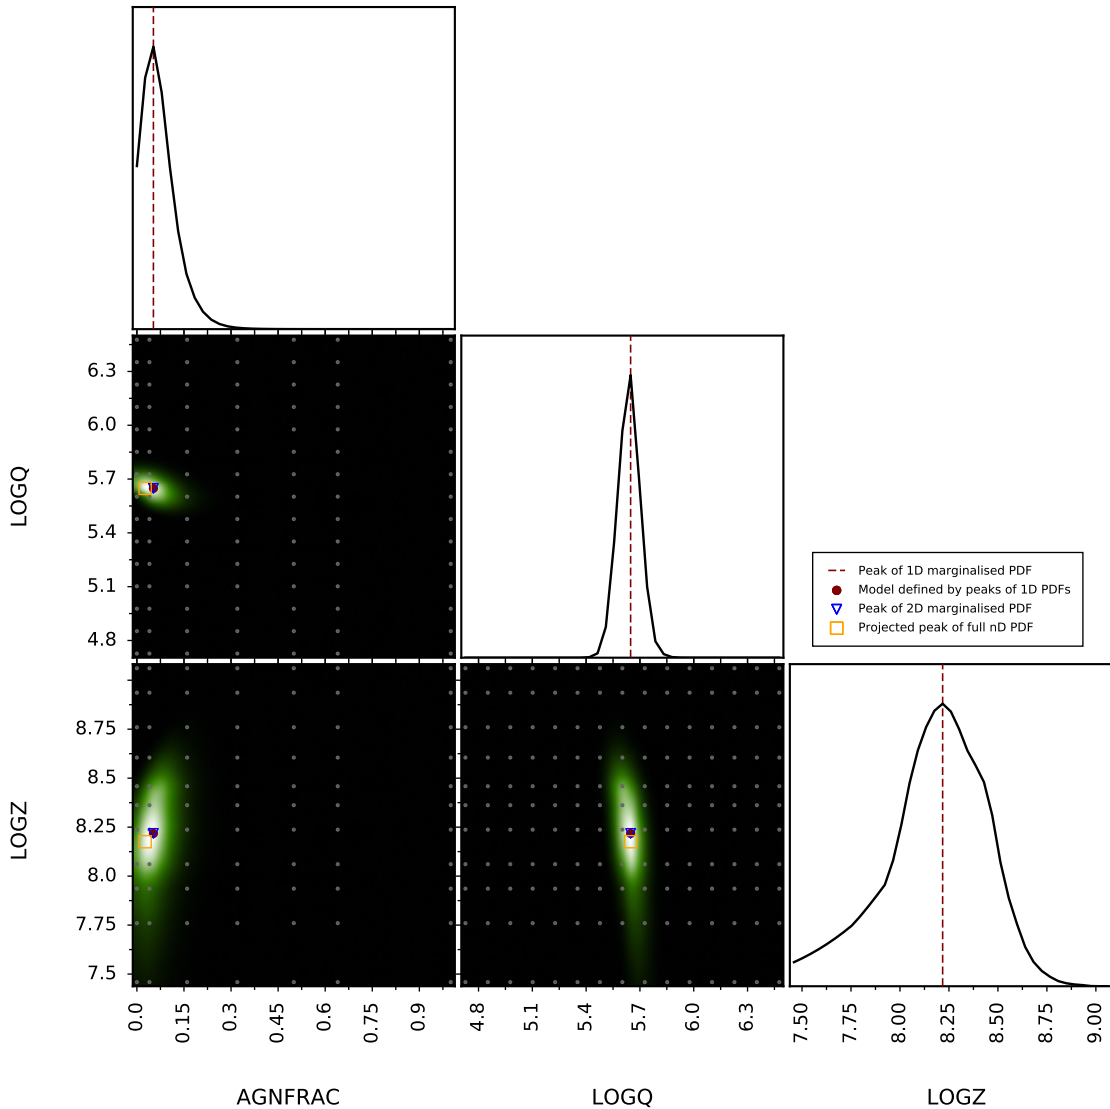 LOGQ
6.3
6.0
5.7
5.4
5.1
4.8
Peak of 1D marginalised PDF
Model defined by peaks of 1D PDFs
Peak of 2D marginalised PDF
Projected peak of full nD PDF
LOGZ
8.75
8.5
8.25
8.0
7.75
7.5
0.0 0.15 0.3 0.45 0.6 0.75 0.9
4.8 5.1 5.4 5.7 6.0 6.3
7.50 7.75 8.00 8.25 8.50 8.75 9.00
AGNFRAC LOGQ LOGZ